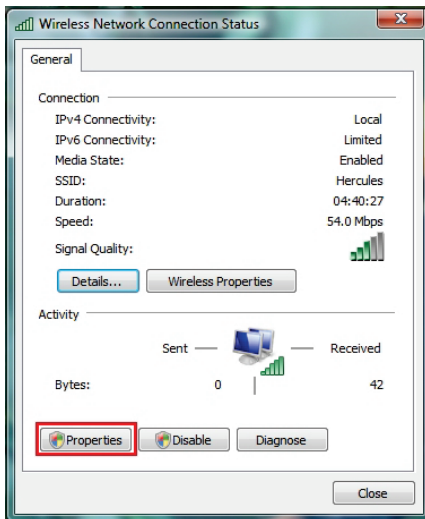 Wireless Network Connection Status
General
Connection
IPv4 Connectivity: Local
IPv6 Connectivity: Limited
Media State: Enabled
SSID: Hercules
Duration: 04:40:27
Speed: 54.0 Mbps
Signal Quality:
Details... Wireless Properties
Activity
Sent Received
Bytes: 0 42
Properties Disable Diagnose
Close